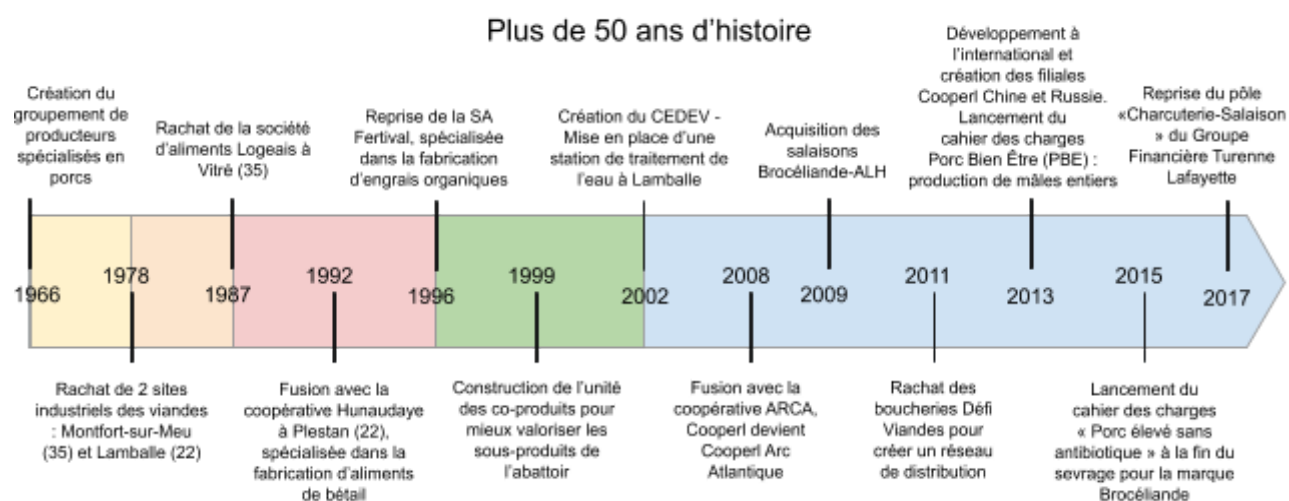 Plus de 50 ans d'histoire
Création du
groupement de
producteurs
spécialisés en
porcs
Rachat de la société
d'aliments Logeais à
Vitré (35)
Reprise de la SA
Fertival, spécialisée
dans la fabrication
d'engrais organiques
Création du CEDEV -
Mise en place d'une
station de traitement de
l'eau à Lamballe
Acquisition des
salaisons
Brocéliande-ALH
Développement à
l'international et
création des filiales
Cooperl Chine et Russie.
Lancement du
cahier des charges
Porc Bien Être (PBE) :
production de mâles entiers
Reprise du pôle
«Charcuterie-Salaison
» du Groupe
Financière Turenne
Lafayette
1966
1978
1987
1992
1996
1999
2002
2008
2009
2011
2013
2015
2017
Rachat de 2 sites
industriels des viandes
: Montfort-sur-Meu
(35) et Lamballe (22)
Fusion avec la
coopérative Hunaudaye
à Plestan (22),
spécialisée dans la
fabrication d'aliments
de bétail
Construction de l'unité
des co-produits pour
mieux valoriser les
sous-produits de
l'abattoir
Fusion avec la
coopérative ARCA,
Cooperl devient
Cooperl Arc
Atlantique
Rachat des
boucheries Défi
Viandes pour
créer un réseau
de distribution
Lancement du
cahier des charges
« Porc élevé sans
antibiotique » à la fin du
sevrage pour la marque
Brocéliande